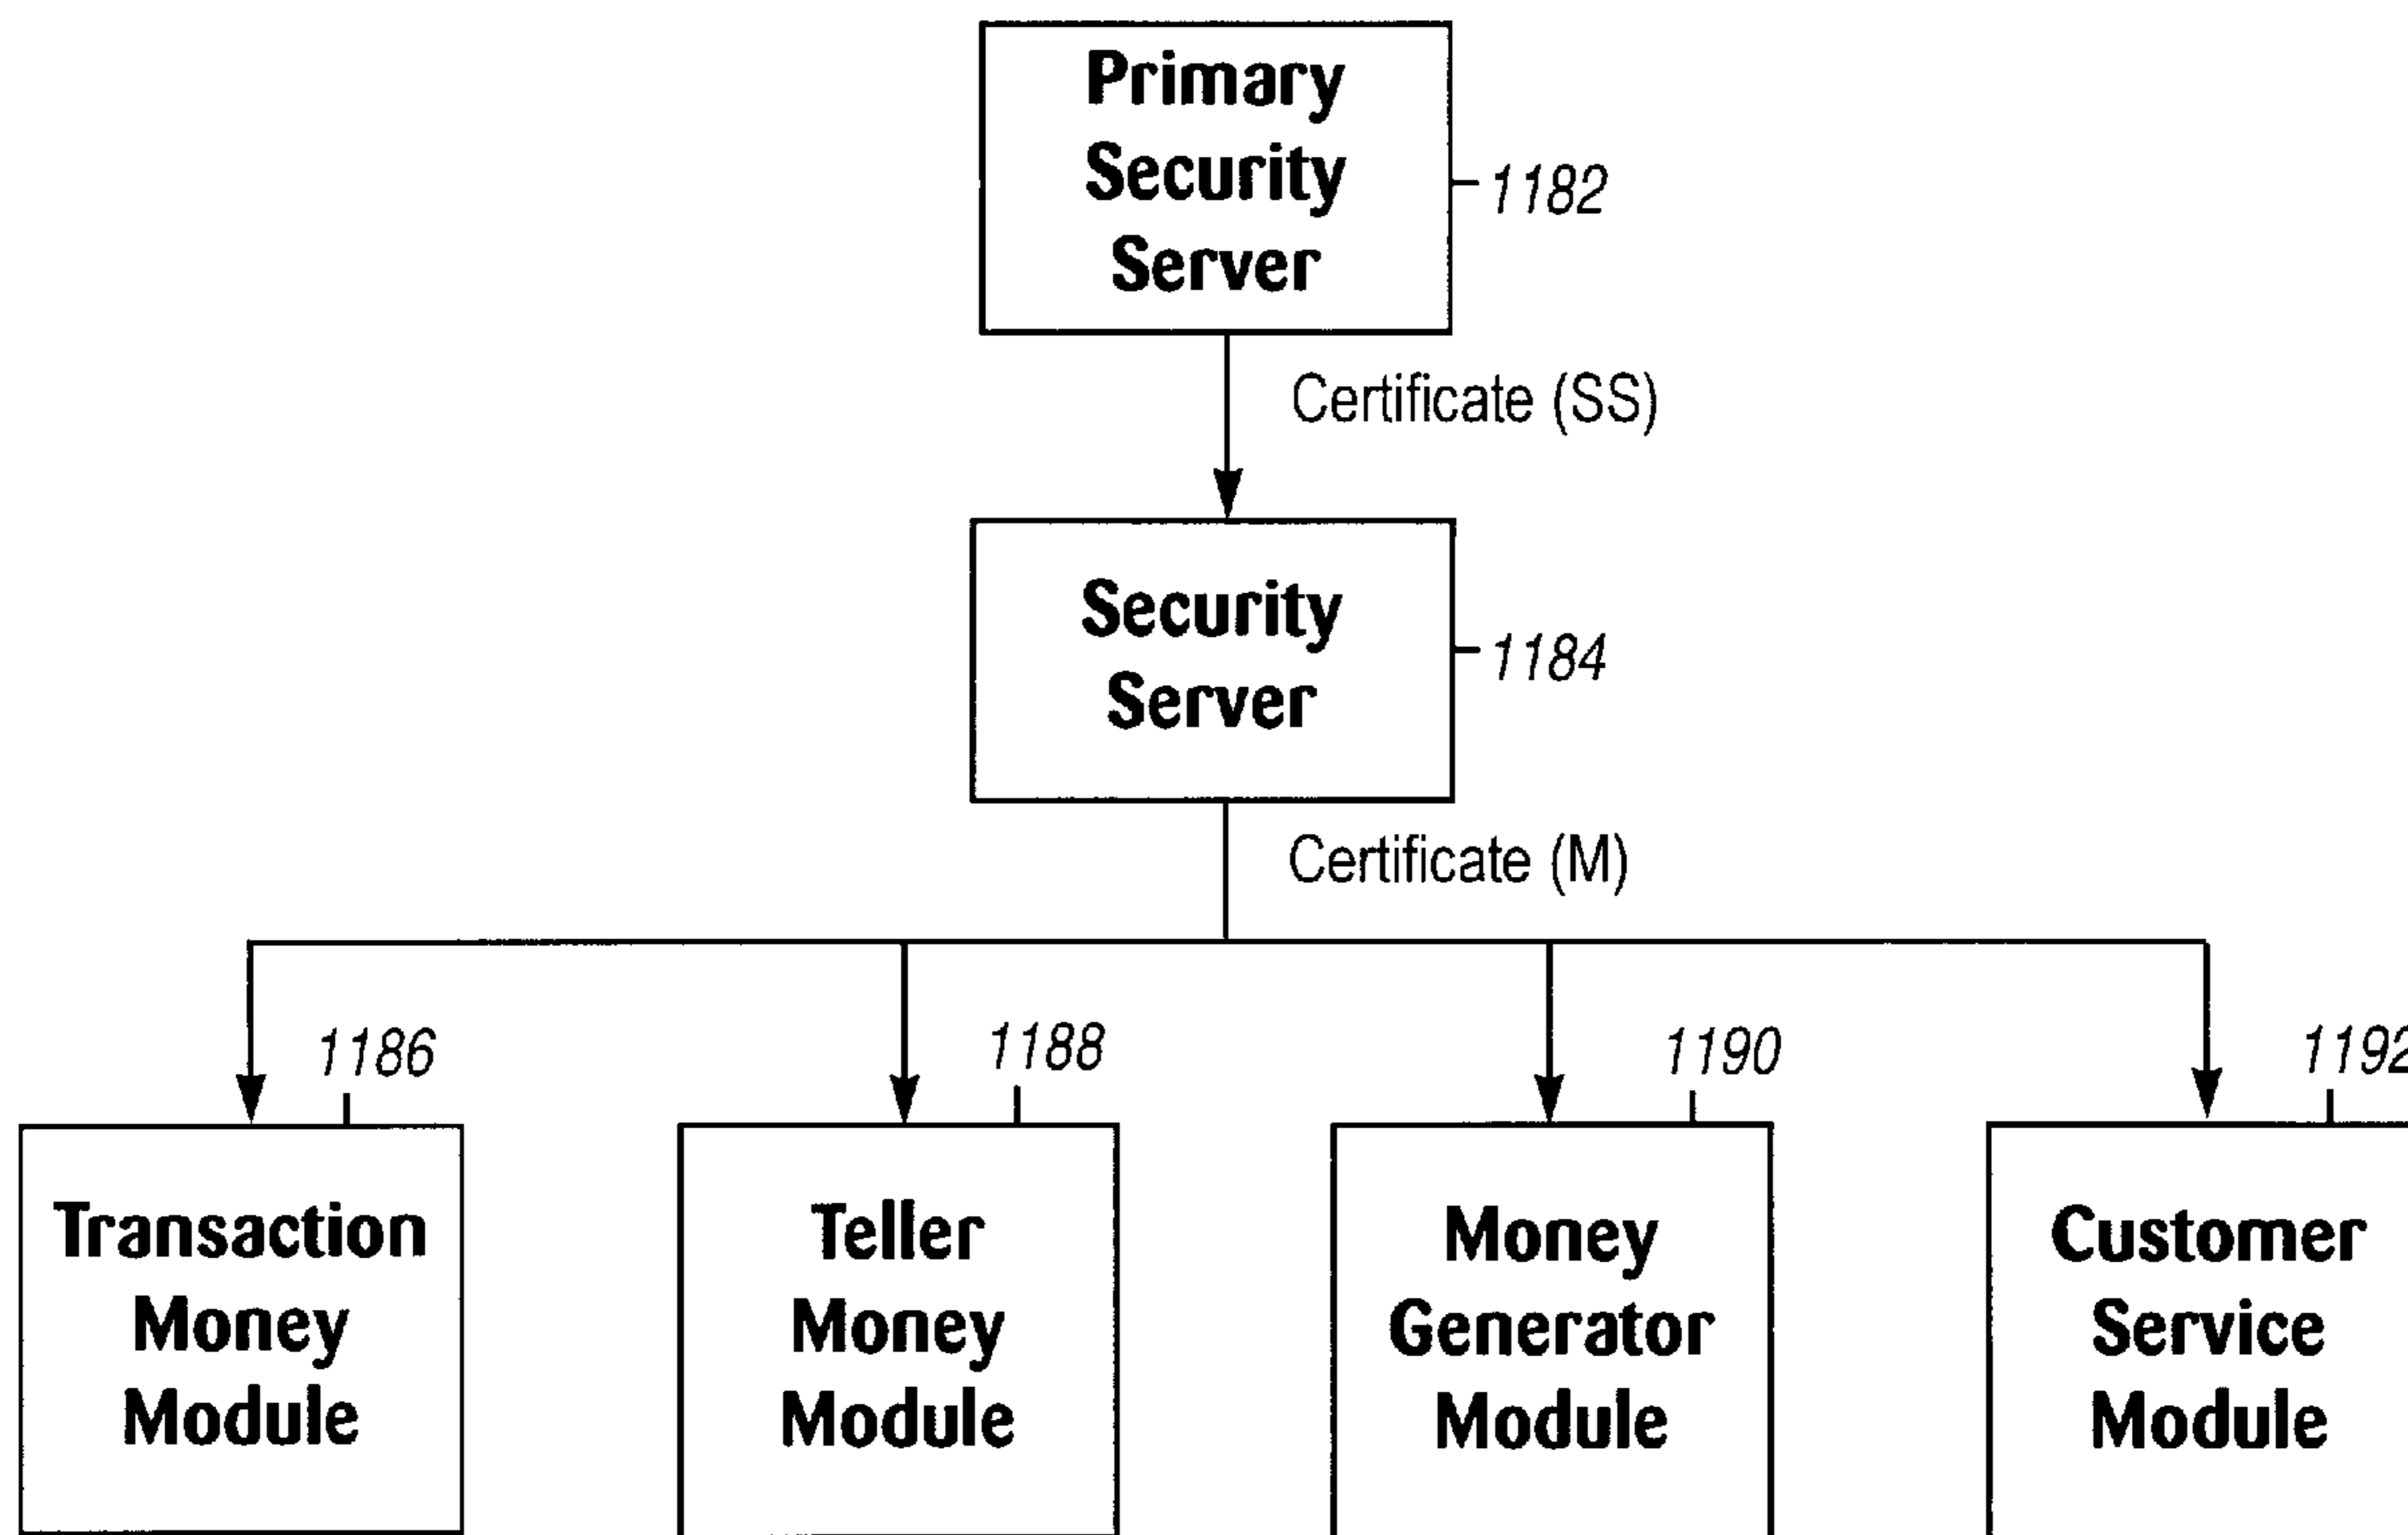 Primary
Security
Server
1182
Certificate (SS)
Security
Server
1184
Certificate (M)
1186
1188
1190
1192
Transaction
Money
Module
Teller
Money
Module
Money
Generator
Module
Customer
Service
Module